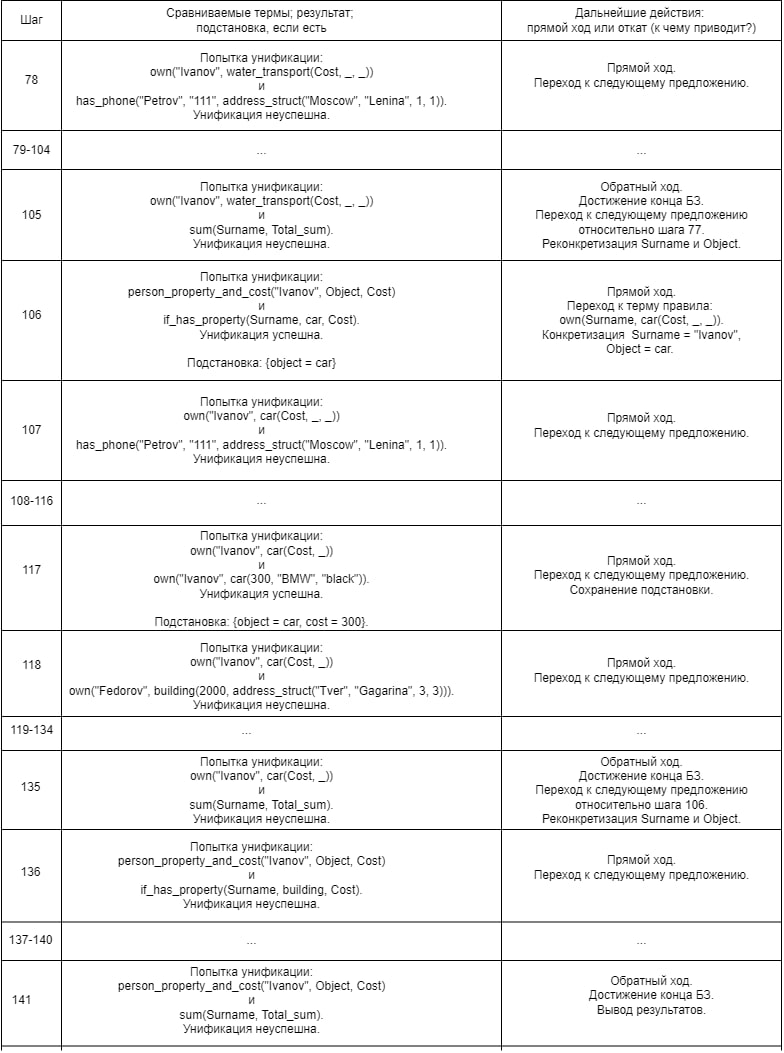 Шаг
Сравниваемые термы; результат;
подстановка, если есть
Дальнейшие действия:
прямой ход или откат (к чему приводит?)
78
Попытка унификации:
own("Ivanov", water_transport(Cost, _, _))
и
has_phone("Petrov", "111", address_struct("Moscow", "Lenina", 1, 1)).
Унификация неуспешна.
Прямой ход.
Переход к следующему предложению.
79-104
...
...
105
Попытка унификации:
own("Ivanov", water_transport(Cost, _, _))
и
sum(Surname, Total_sum).
Унификация неуспешна.
Обратный ход.
Достижение конца БЗ.
Переход к следующему предложению
относительно шага 77.
Реконкретизация Surname и Object.
106
Попытка унификации:
person_property_and_cost("Ivanov", Object, Cost)
и
if_has_property(Surname, car, Cost).
Унификация успешна.
Подстановка: {object = car}
Прямой ход.
Переход к терму правила:
own(Surname, car(Cost, _, _)).
Конкретизация Surname = "Ivanov",
Object = car.
107
Попытка унификации:
own("Ivanov", car(Cost, _, _))
и
has_phone("Petrov", "111", address_struct("Moscow", "Lenina", 1, 1)).
Унификация неуспешна.
Прямой ход.
Переход к следующему предложению.
108-116
...
...
117
Попытка унификации:
own("Ivanov", car(Cost, _))
и
own("Ivanov", car(300, "BMW", "black")).
Унификация успешна.
Подстановка: {object = car, cost = 300}.
Прямой ход.
Переход к следующему предложению.
Сохранение подстановки.
118
Попытка унификации:
own("Ivanov", car(Cost, _))
и
own("Fedorov", building(2000, address_struct("Tver", "Gagarina", 3, 3))).
Унификация неуспешна.
Прямой ход.
Переход к следующему предложению.
119-134
...
...
135
Попытка унификации:
own("Ivanov", car(Cost, _))
и
sum(Surname, Total_sum).
Унификация неуспешна.
Обратный ход.
Достижение конца БЗ.
Переход к следующему предложению
относительно шага 106.
Реконкретизация Surname и Object.
136
Попытка унификации:
person_property_and_cost("Ivanov", Object, Cost)
и
if_has_property(Surname, building, Cost).
Унификация неуспешна.
Прямой ход.
Переход к следующему предложению.
137-140
...
...
141
Попытка унификации:
person_property_and_cost("Ivanov", Object, Cost)
и
sum(Surname, Total_sum).
Унификация неуспешна.
Обратный ход.
Достижение конца БЗ.
Вывод результатов.